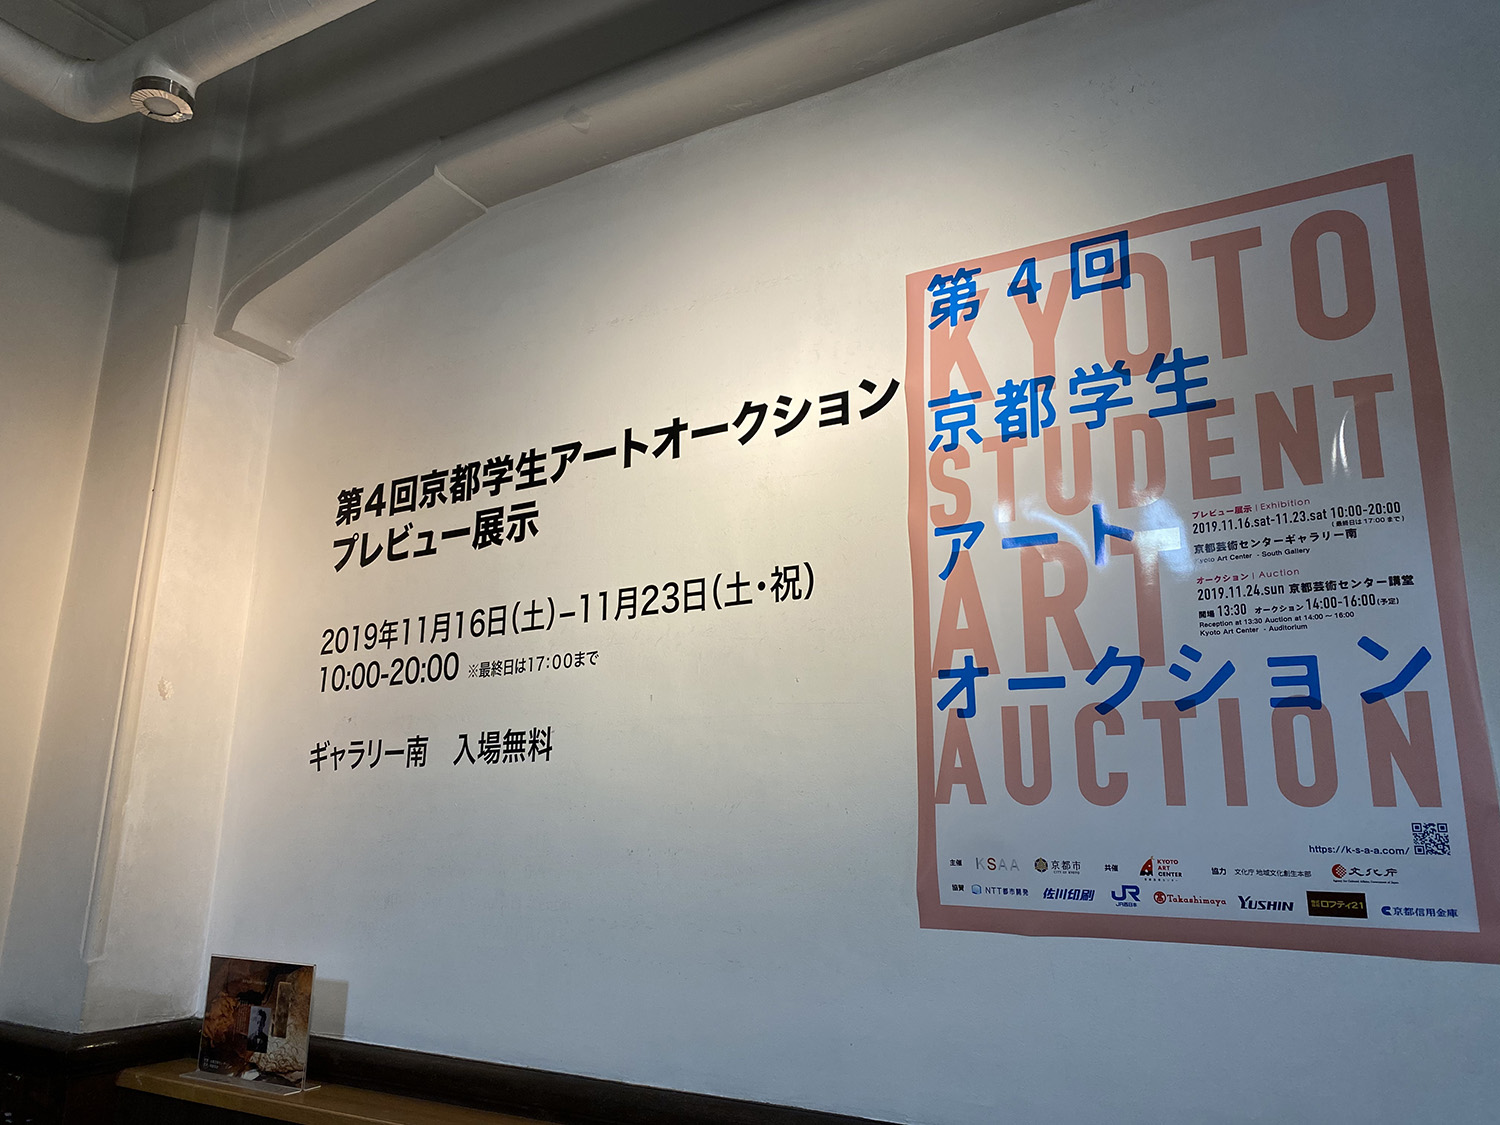 第4回京都学生アートオークション
プレビュー展示
2019年11月16日(土)–11月23日(土・祝)
10:00-20:00 ※最終日は17:00まで
ギャラリー南　入場無料
第4回
京都学生
アート
オークション
KYOTO
STUDENT
ART
AUCTION
プレビュー展示 | Exhibition
2019.11.16.sat-11.23.sat 10:00-20:00
(最終日は17:00まで)
京都芸術センターギャラリー南
Kyoto Art Center - South Gallery
オークション | Auction
2019.11.24.sun 京都芸術センター講堂
開場 13:30 オークション 14:00-16:00(予定)
Reception at 13:30 Auction at 14:00～16:00
Kyoto Art Center - Auditorium
https://k-s-a-a.com/
主催 KSAA 京都市 CITY OF KYOTO 共催 KYOTO ART CENTER 協力 文化庁 地域文化創生本部 文化庁
協賛 NTT都市開発 佐川印刷 JR JR西日本 Takashimaya YUSHIN ロフティ21 京都信用金庫